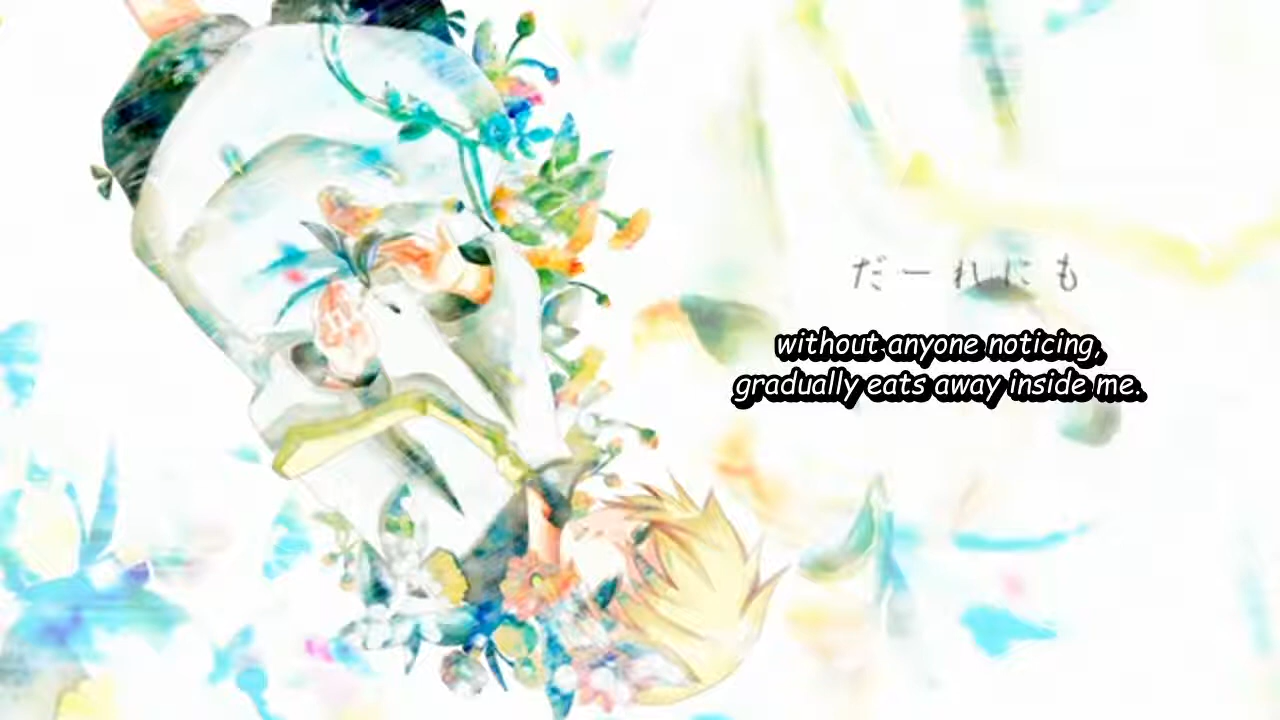 だーれにも
without anyone noticing,
gradually eats away inside me.